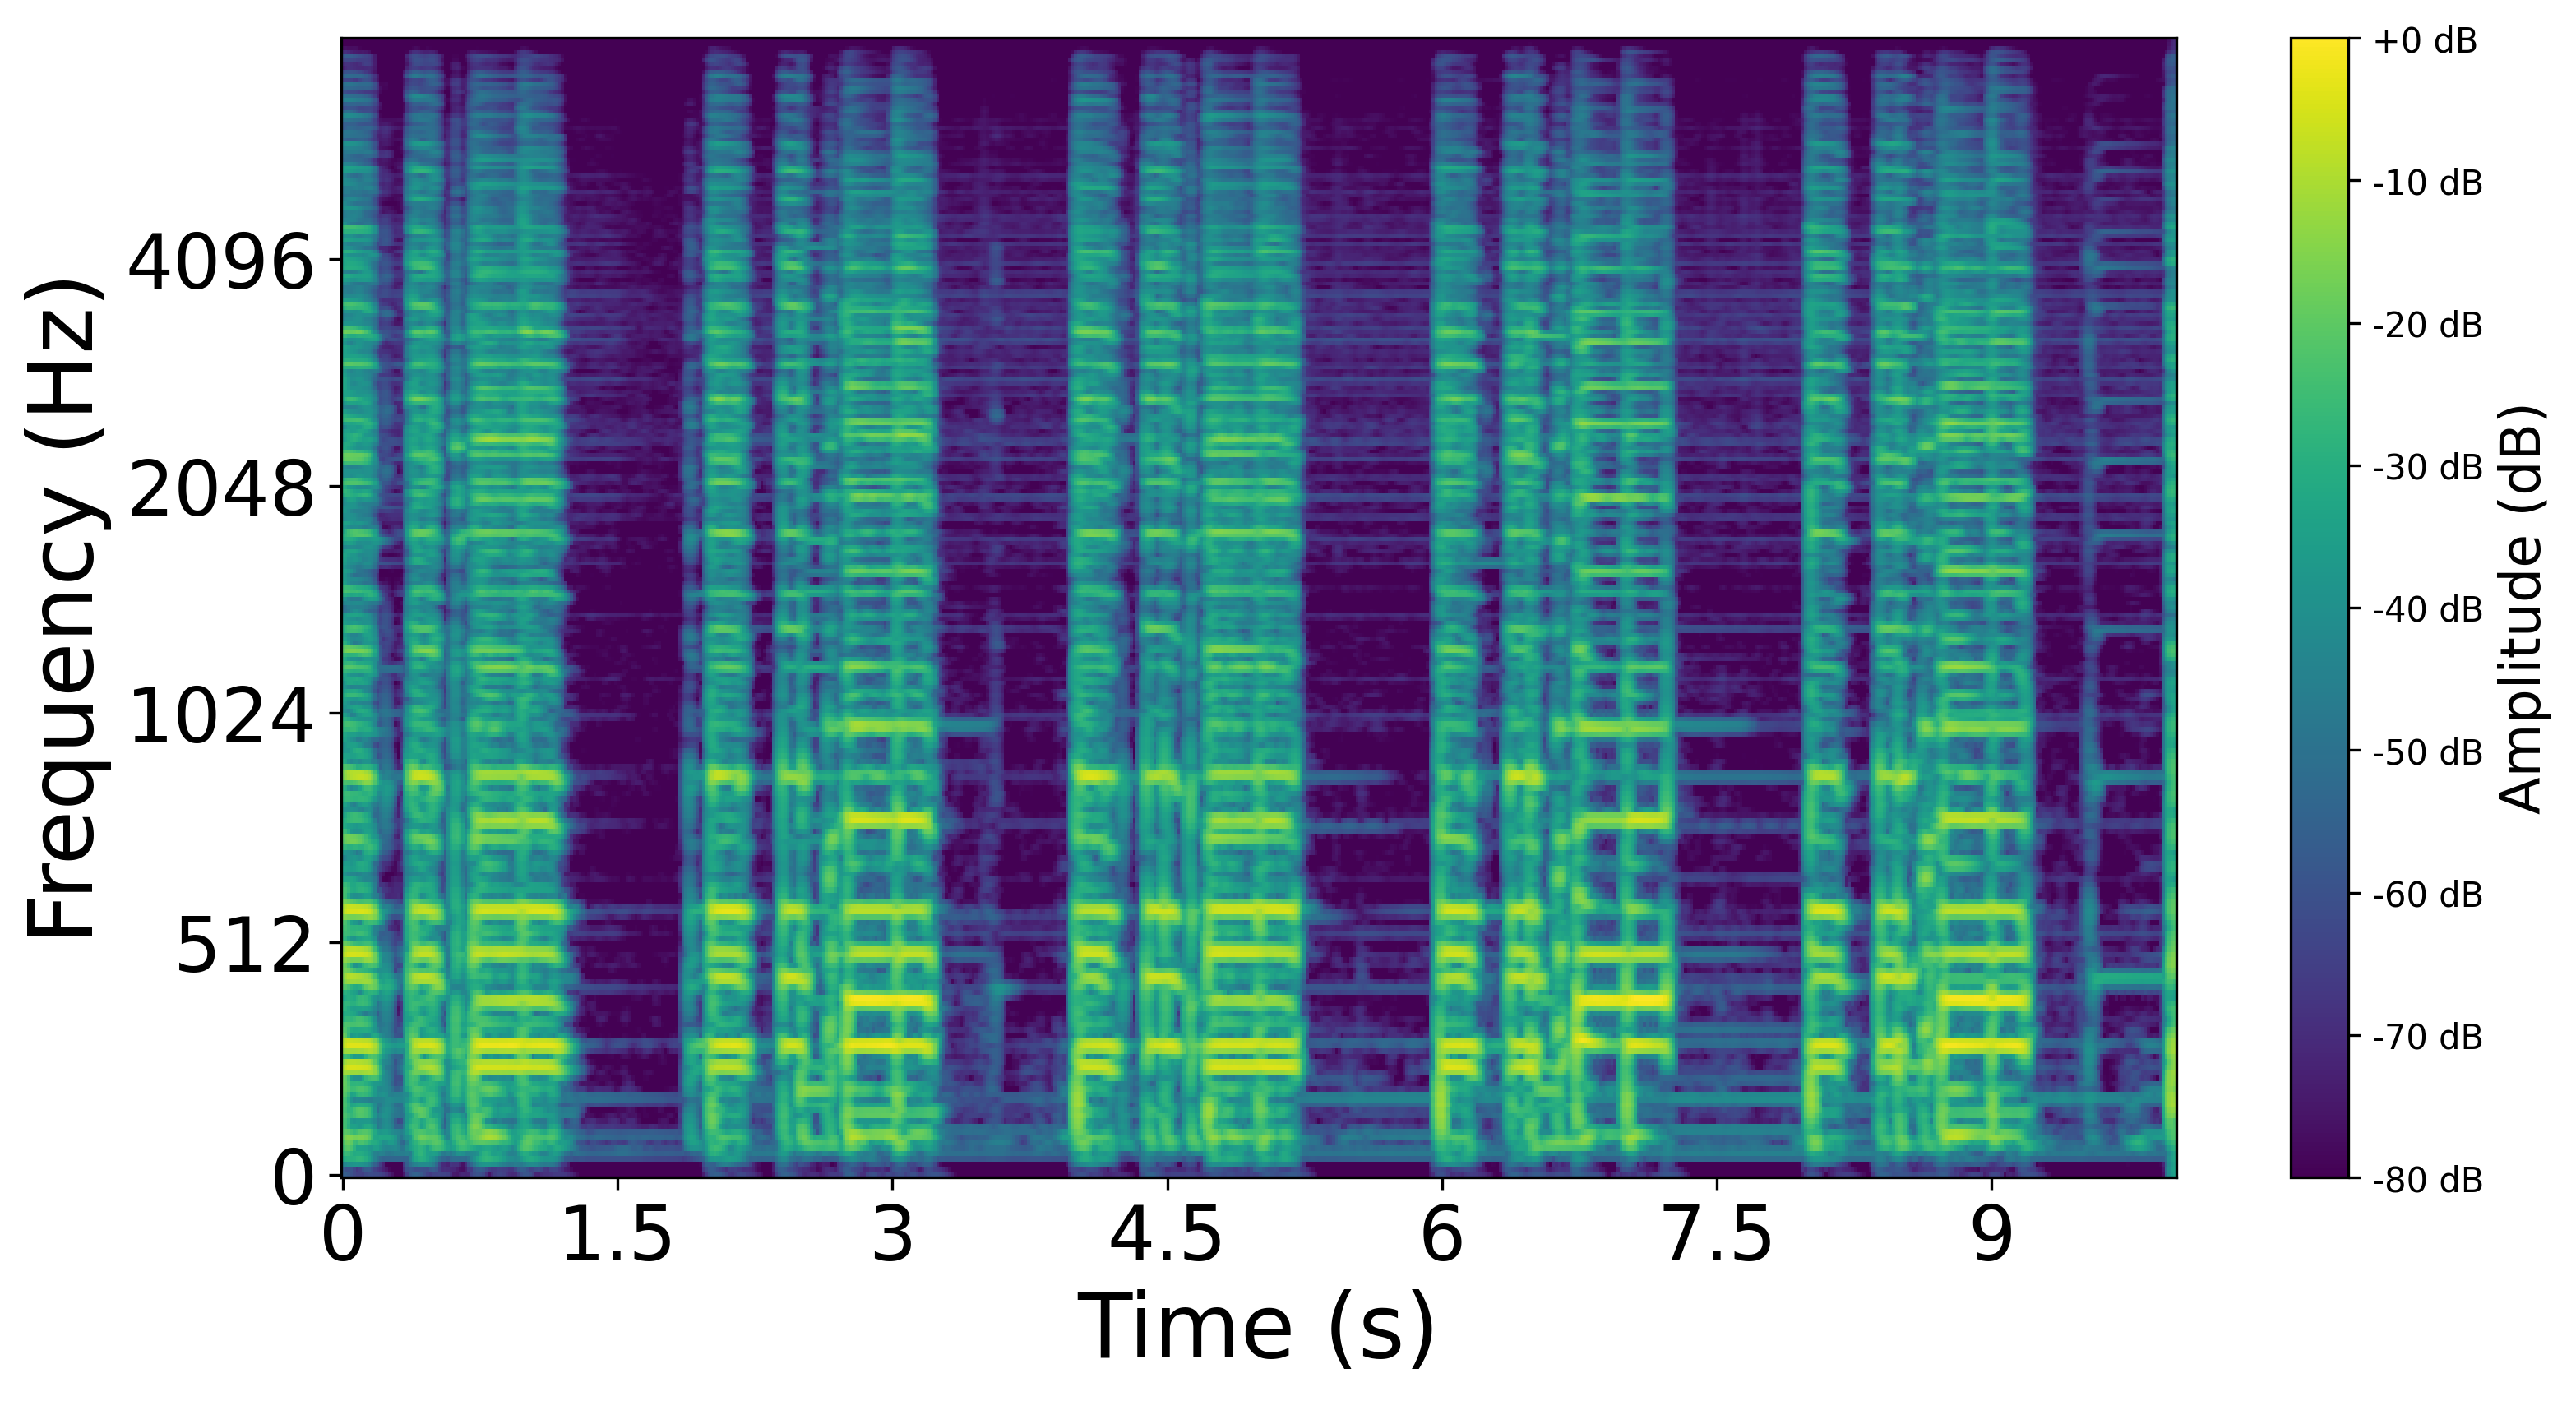 4096
2048
1024
512
0
Frequency (Hz)
0 1.5 3 4.5 6 7.5 9
Time (s)
+0 dB
-10 dB
-20 dB
-30 dB
-40 dB
-50 dB
-60 dB
-70 dB
-80 dB
Amplitude (dB)